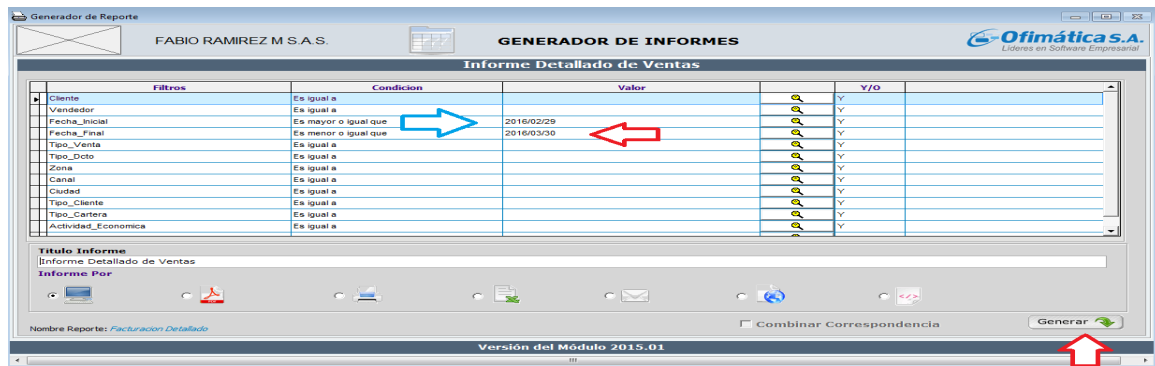 Generador de Reporte
FABIO RAMIREZ M S.A.S.
GENERADOR DE INFORMES
Ofimática S.A.
Lideres en Software Empresarial
Informe Detallado de Ventas
Filtros Condicion Valor Y/O
Cliente Es igual a Y
Vendedor Es igual a Y
Fecha_Inicial Es mayor o igual que 2016/02/29 Y
Fecha_Final Es menor o igual que 2016/03/30 Y
Tipo_Venta Es igual a Y
Tipo_Dcto Es igual a Y
Zona Es igual a Y
Canal Es igual a Y
Ciudad Es igual a Y
Tipo_Cliente Es igual a Y
Tipo_Cartera Es igual a Y
Actividad_Economica Es igual a Y
Titulo Informe
Informe Detallado de Ventas
Informe Por
PDF
</>
Nombre Reporte: Facturacion Detallado
Combinar Correspondencia
Generar
Versión del Módulo 2015.01